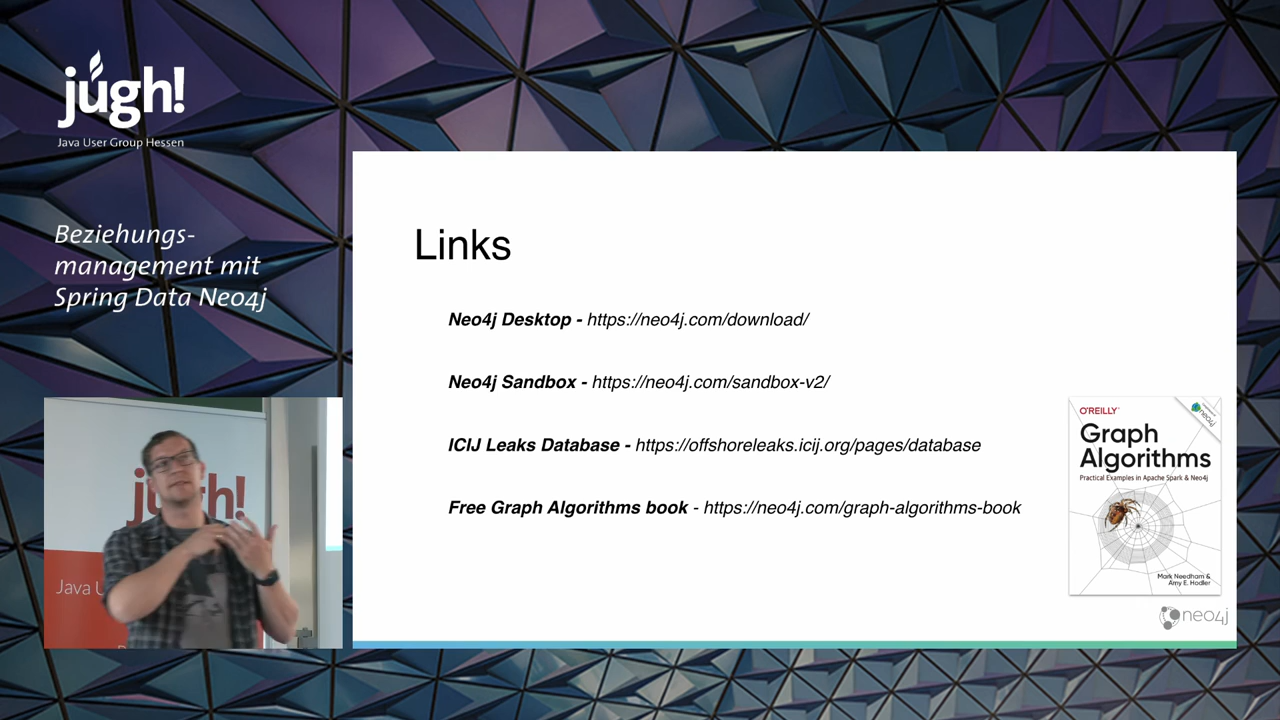 júgh!
Java User Group Hessen
Beziehungs-
management mit
Spring Data Neo4j
Links
Neo4j Desktop - https://neo4j.com/download/
Neo4j Sandbox - https://neo4j.com/sandbox-v2/
ICIJ Leaks Database - https://offshoreleaks.icij.org/pages/database
Free Graph Algorithms book - https://neo4j.com/graph-algorithms-book
O'REILLY
neo4j
Graph
Algorithms
Practical Examples in Apache Spark & Neo4j
Mark Needham &
Amy E. Hodler
neo4j
jugh!
Java U